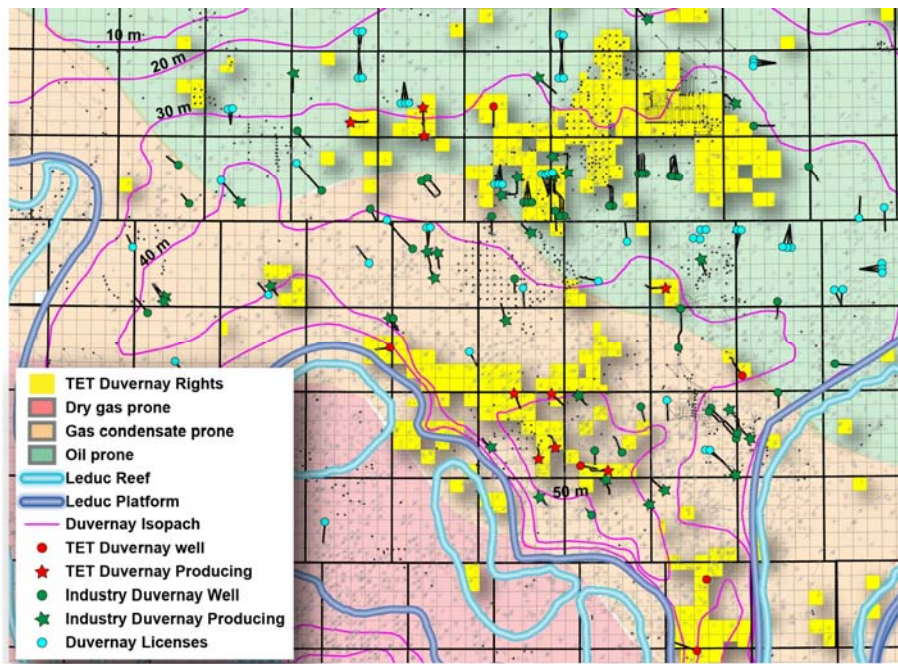 10 m
20 m
30 m
40 m
50 m
TET Duvernay Rights
Dry gas prone
Gas condensate prone
Oil prone
Leduc Reef
Leduc Platform
Duvernay Isopach
TET Duvernay well
TET Duvernay Producing
Industry Duvernay Well
Industry Duvernay Producing
Duvernay Licenses